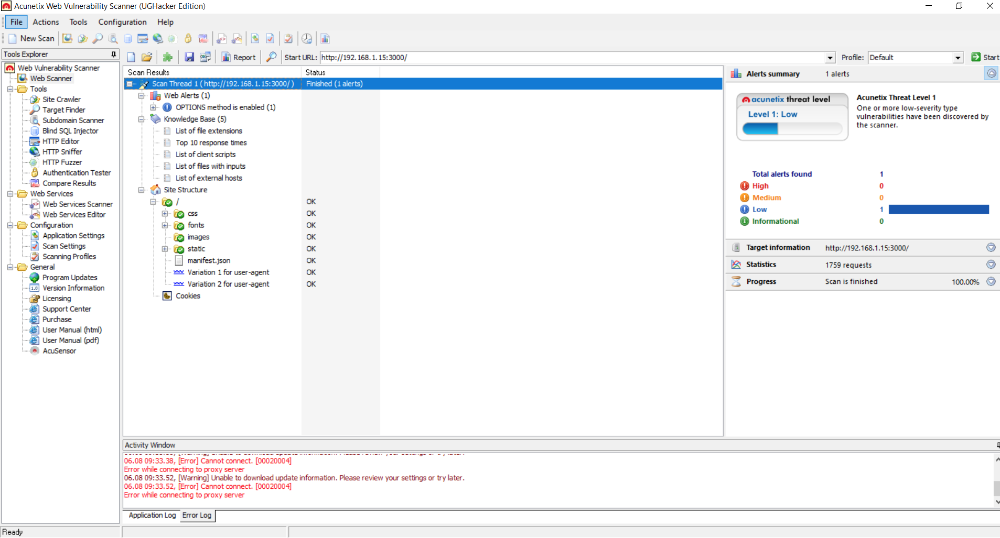 Acunetix Web Vulnerability Scanner (UGHacker Edition)
File Actions Tools Configuration Help
New Scan
Tools Explorer
Web Vulnerability Scanner
Web Scanner
Tools
Site Crawler
Target Finder
Subdomain Scanner
Blind SQL Injector
HTTP Editor
HTTP Sniffer
HTTP Fuzzer
Authentication Tester
Compare Results
Web Services
Web Services Scanner
Web Services Editor
Configuration
Application Settings
Scan Settings
Scanning Profiles
General
Program Updates
1.0 Version Information
Licensing
Support Center
Purchase
User Manual (html)
User Manual (pdf)
AcuSensor
Report Start URL: http://192.168.1.15:3000/ Profile: Default Start
Scan Results Status
Scan Thread 1 ( http://192.168.1.15:3000/ ) Finished (1 alerts)
Web Alerts (1)
OPTIONS method is enabled (1)
Knowledge Base (5)
List of file extensions
Top 10 response times
List of client scripts
List of files with inputs
List of external hosts
Site Structure
/ OK
css OK
fonts OK
images OK
static OK
manifest.json OK
Variation 1 for user-agent OK
Variation 2 for user-agent OK
Cookies
Alerts summary 1 alerts
acunetix threat level
Level 1: Low
Acunetix Threat Level 1
One or more low-severity type
vulnerabilities have been discovered by
the scanner.
Total alerts found 1
High 0
Medium 0
Low 1
Informational 0
Target information http://192.168.1.15:3000/
Statistics 1759 requests
Progress Scan is finished 100.00%
Activity Window
06.08 09:33.38, [Error] Cannot connect. [00020004]
Error while connecting to proxy server
06.08 09:33.52, [Warning] Unable to download update information. Please review your settings or try later.
06.08 09:33.52, [Error] Cannot connect. [00020004]
Error while connecting to proxy server
Application Log Error Log
Ready